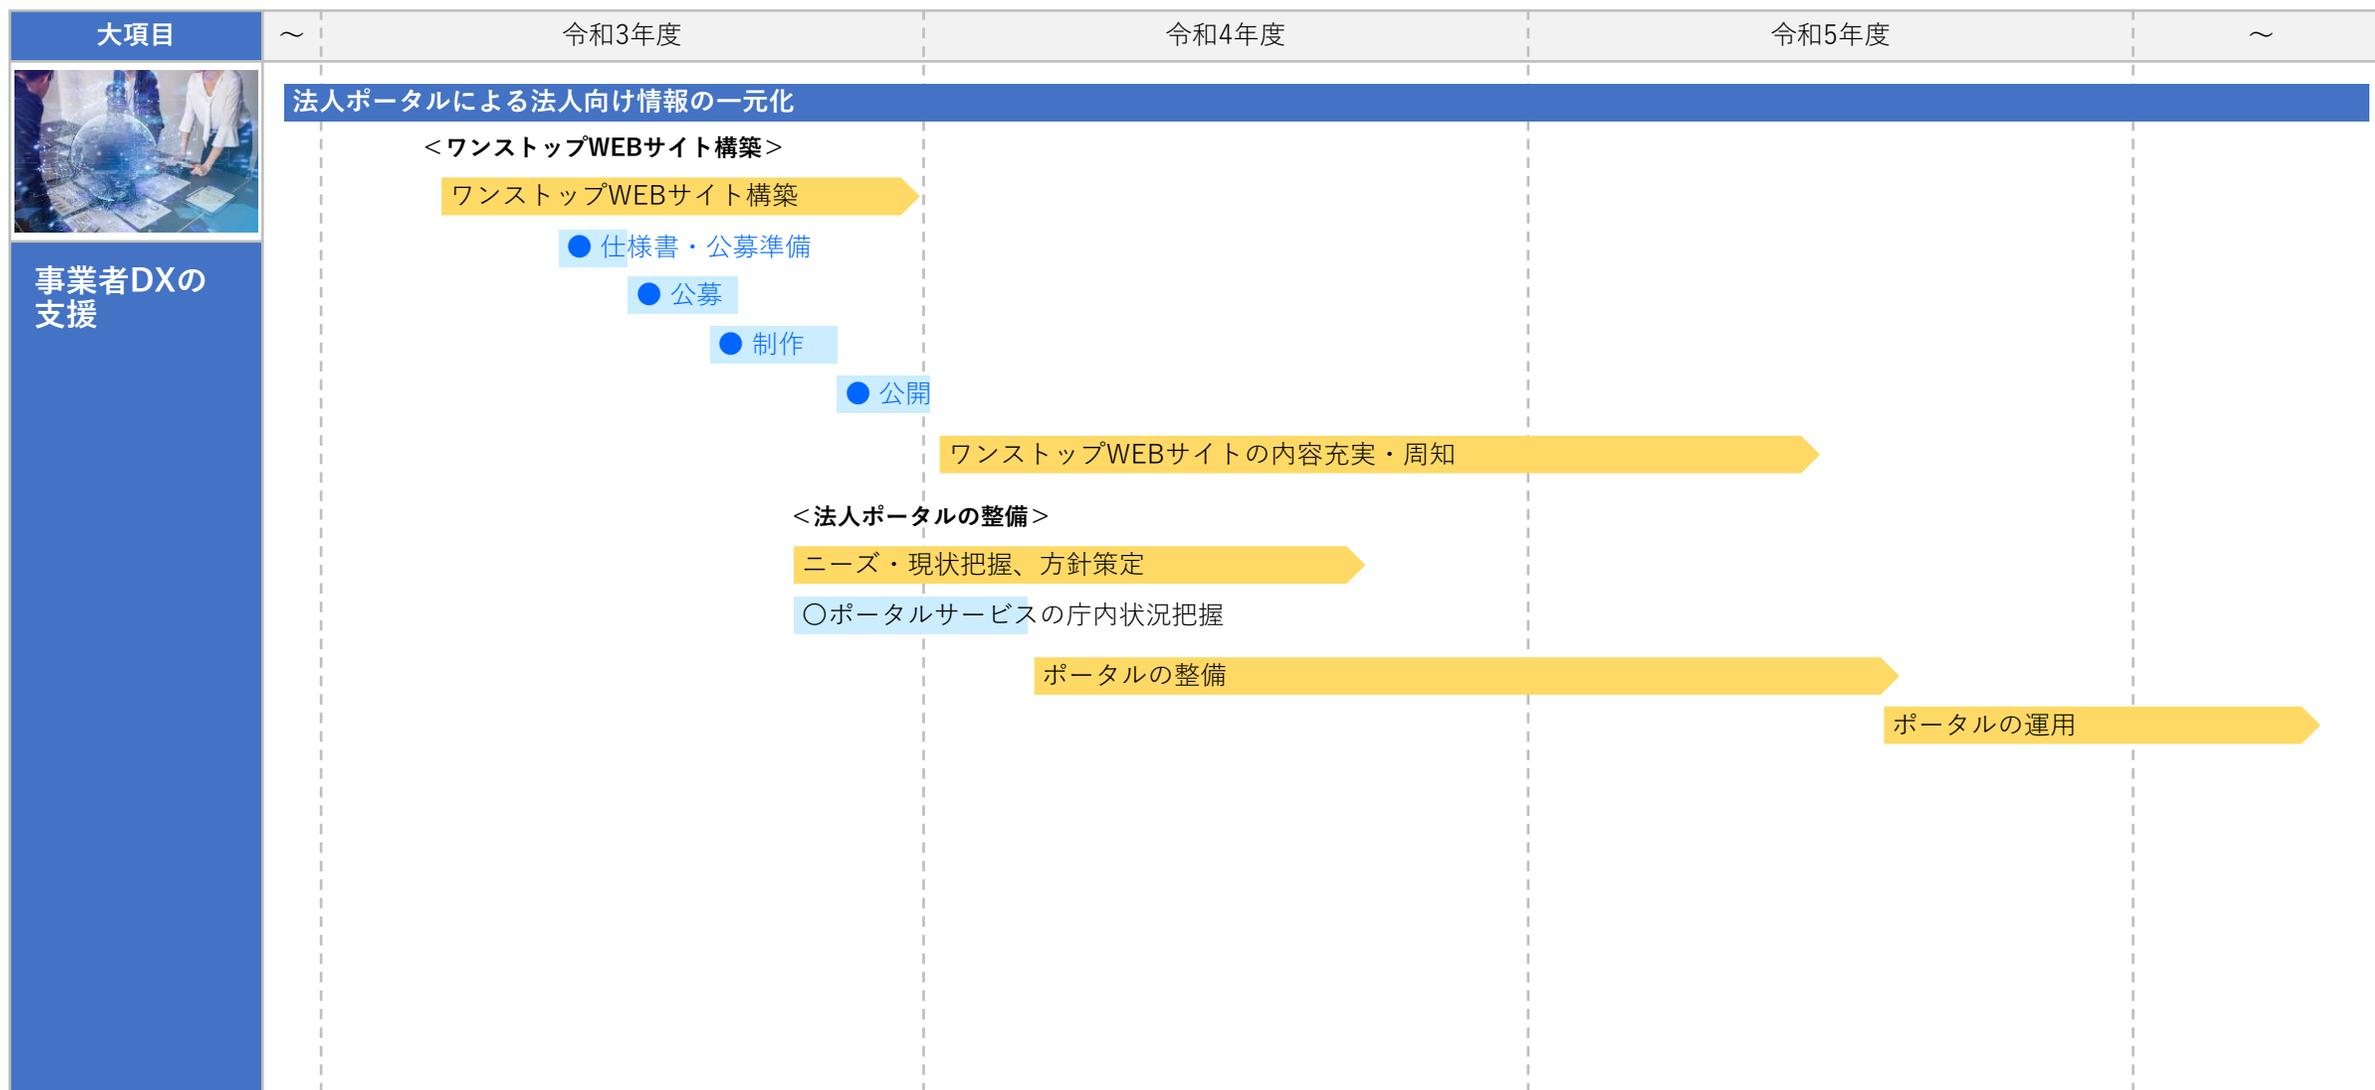 大項目
～ 令和3年度 令和4年度 令和5年度 ～
法人ポータルによる法人向け情報の一元化
＜ワンストップWEBサイト構築＞
ワンストップWEBサイト構築
● 仕様書・公募準備
● 公募
● 制作
● 公開
ワンストップWEBサイトの内容充実・周知
＜法人ポータルの整備＞
ニーズ・現状把握、方針策定
〇ポータルサービスの庁内状況把握
ポータルの整備
ポータルの運用
事業者DXの
支援